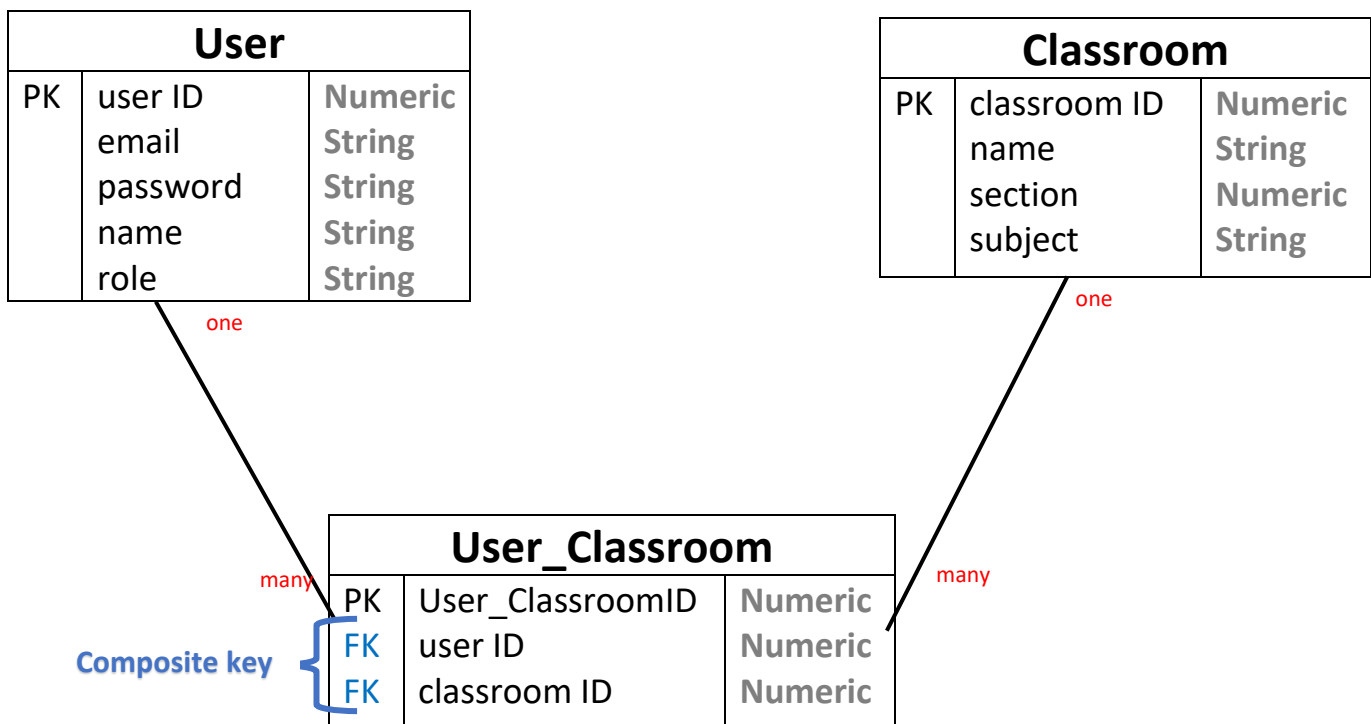 User
PK user ID Numeric
email String
password String
name String
role String
Classroom
PK classroom ID Numeric
name String
section Numeric
subject String
one
one
many
many
User_Classroom
PK User_ClassroomID Numeric
FK user ID Numeric
FK classroom ID Numeric
Composite key